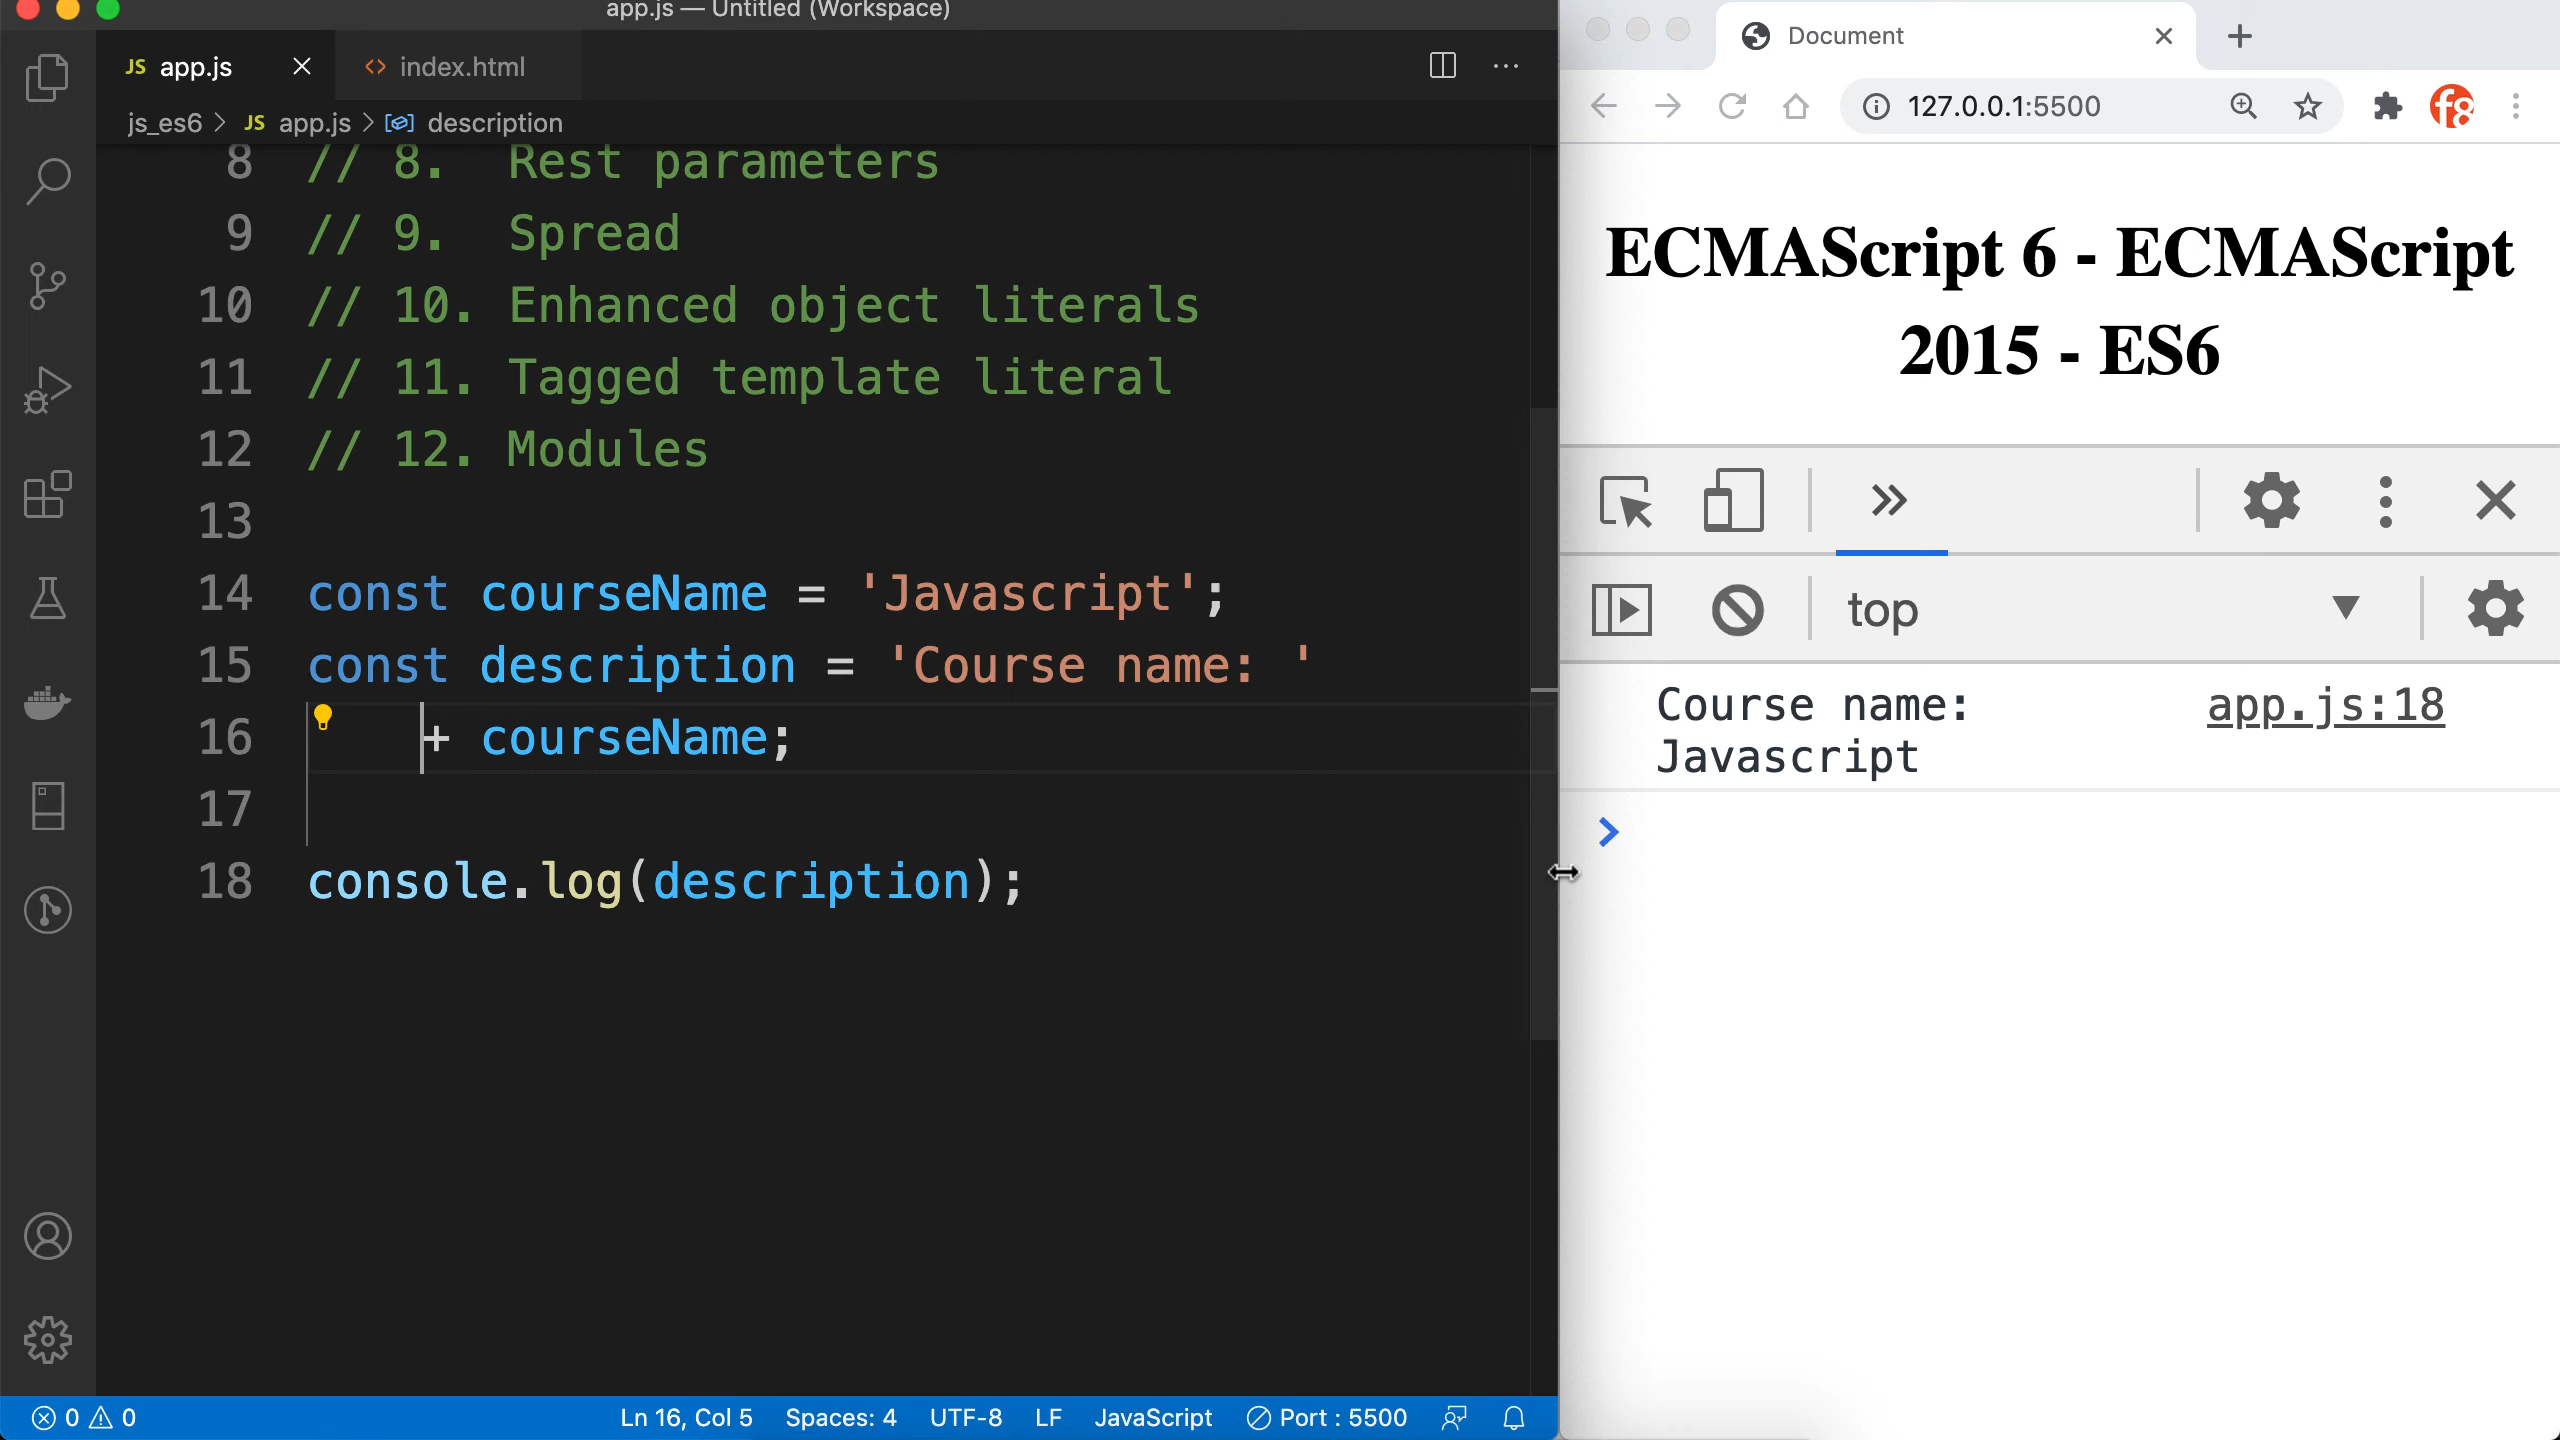 app.js — Untitled (Workspace)
JS app.js
<> index.html
js_es6 > JS app.js > description
8 // 8. Rest parameters
9 // 9. Spread
10 // 10. Enhanced object literals
11 // 11. Tagged template literal
12 // 12. Modules
13
14 const courseName = 'Javascript';
15 const description = 'Course name: '
16 + courseName;
17
18 console.log(description);
0 0 Ln 16, Col 5 Spaces: 4 UTF-8 LF JavaScript Port : 5500
Document
127.0.0.1:5500
f8
ECMAScript 6 - ECMAScript
2015 - ES6
top
Course name: app.js:18
Javascript